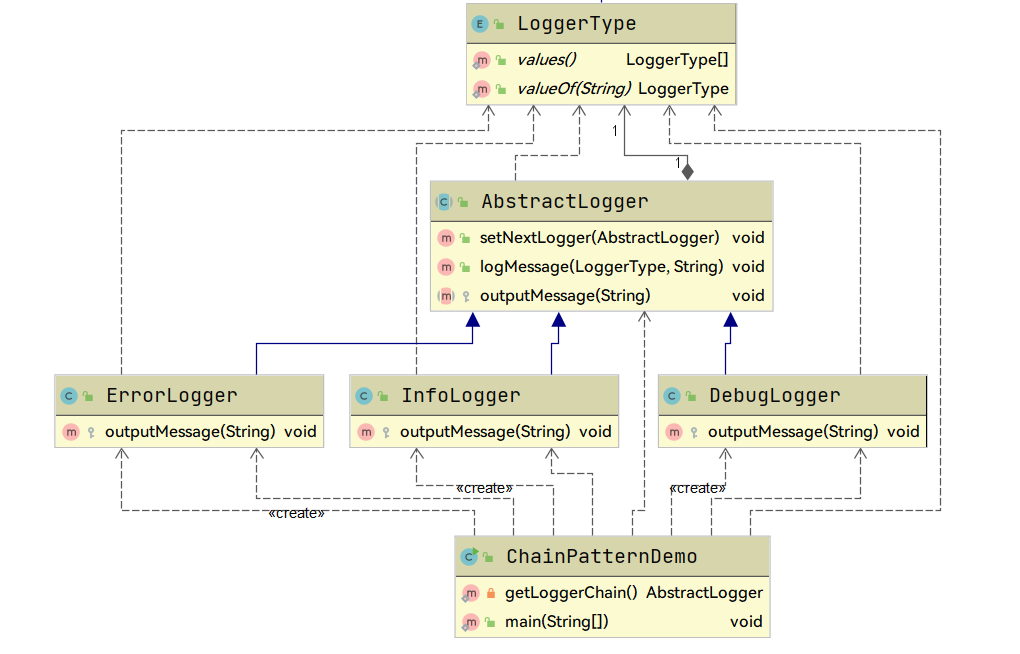 E LoggerType
m values() LoggerType[]
m valueOf(String) LoggerType
1
1
C AbstractLogger
m setNextLogger(AbstractLogger) void
m logMessage(LoggerType, String) void
m outputMessage(String) void
C ErrorLogger
m outputMessage(String) void
C InfoLogger
m outputMessage(String) void
C DebugLogger
m outputMessage(String) void
«create»
«create»
«create»
C ChainPatternDemo
m getLoggerChain() AbstractLogger
m main(String[]) void